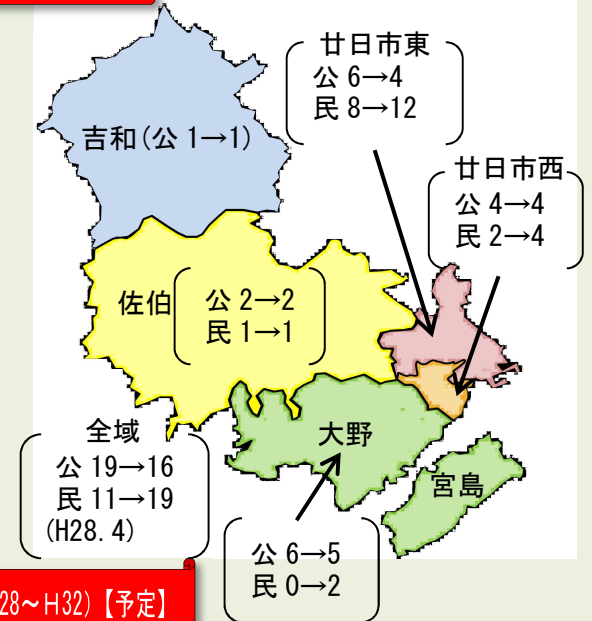 廿日市東
公 6→4
民 8→12
吉和(公 1→1)
廿日市西
公 4→4
民 2→4
佐伯
公 2→2
民 1→1
全域
公 19→16
民 11→19
(H28.4)
大野
宮島
公 6→5
民 0→2
28～H32)【予定】